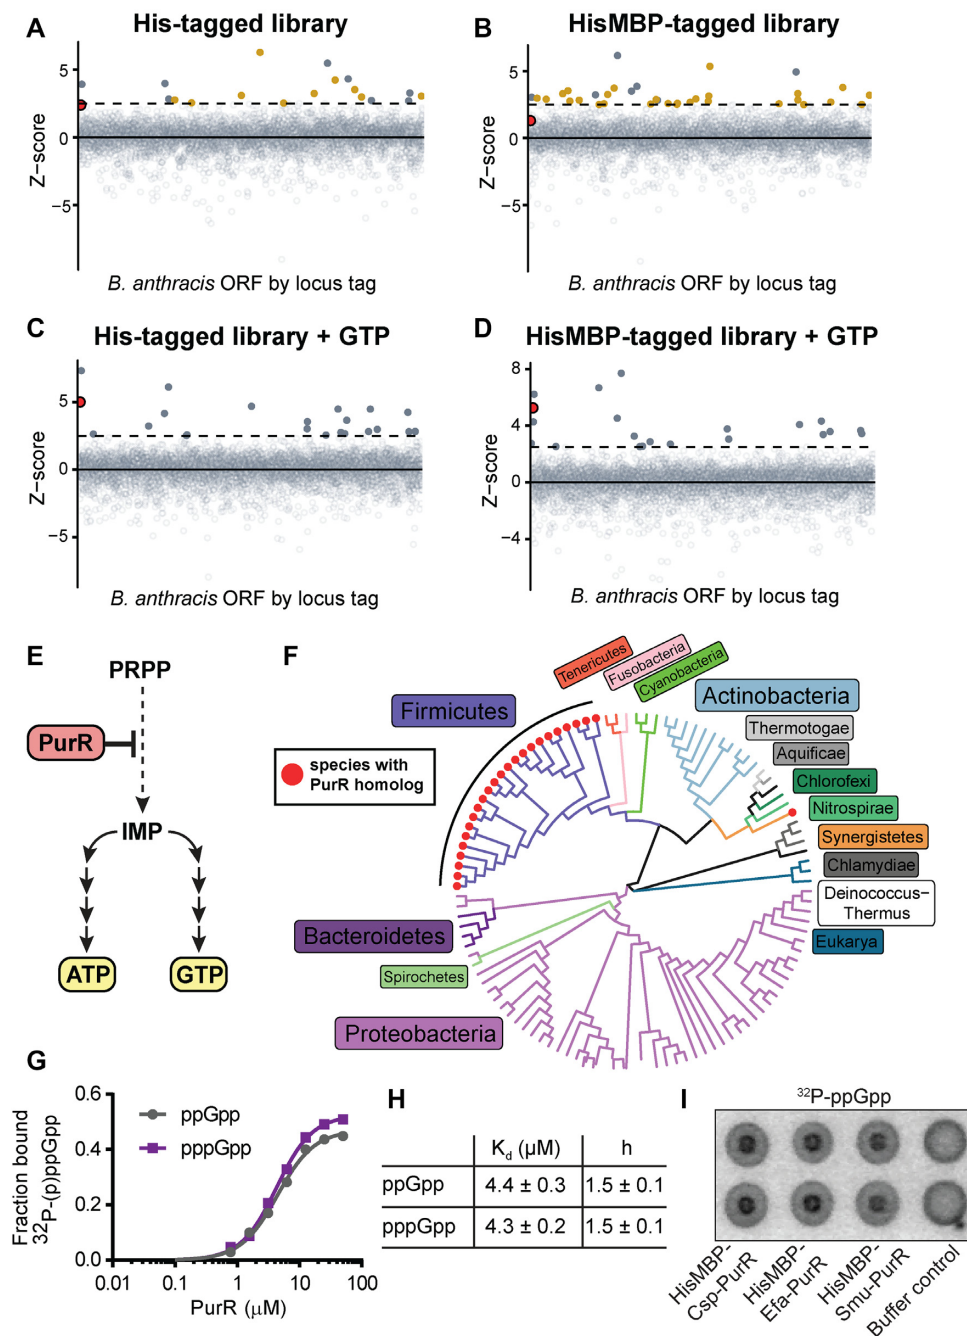 A
His-tagged library
5
0
−5
Z−score
B. anthracis ORF by locus tag
B
HisMBP-tagged library
5
0
−5
Z−score
B. anthracis ORF by locus tag
C
His-tagged library + GTP
5
0
−5
Z−score
B. anthracis ORF by locus tag
D
HisMBP-tagged library + GTP
8
4
0
−4
Z−score
B. anthracis ORF by locus tag
E
PRPP
PurR
IMP
ATP
GTP
F
Tenericutes
Fusobacteria
Cyanobacteria
Firmicutes
Actinobacteria
species with
PurR homolog
Thermotogae
Aquificae
Chlorofexi
Nitrospirae
Synergistetes
Chlamydiae
Deinococcus−
Thermus
Eukarya
Bacteroidetes
Spirochetes
Proteobacteria
G
0.6
0.4
0.2
0.0
Fraction bound
32P-(p)ppGpp
ppGpp
pppGpp
0.01
0.1
1
10
100
PurR (μM)
H
Kd (μM) h
ppGpp 4.4 ± 0.3 1.5 ± 0.1
pppGpp 4.3 ± 0.2 1.5 ± 0.1
I
32P-ppGpp
HisMBP-
Csp-PurR
HisMBP-
Efa-PurR
HisMBP-
Smu-PurR
Buffer control